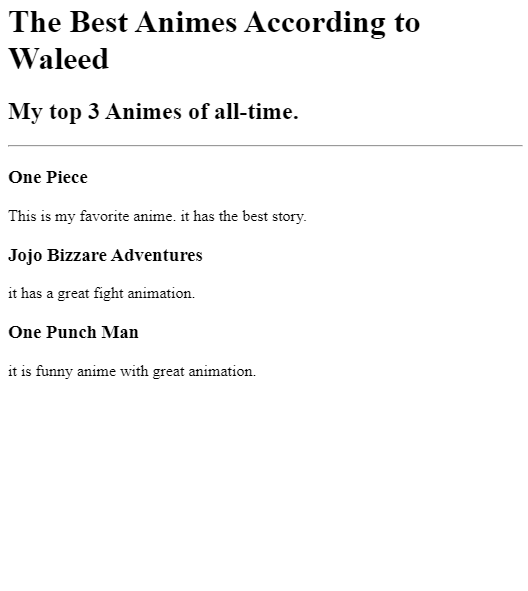 The Best Animes According to
Waleed
My top 3 Animes of all-time.
One Piece
This is my favorite anime. it has the best story.
Jojo Bizzare Adventures
it has a great fight animation.
One Punch Man
it is funny anime with great animation.